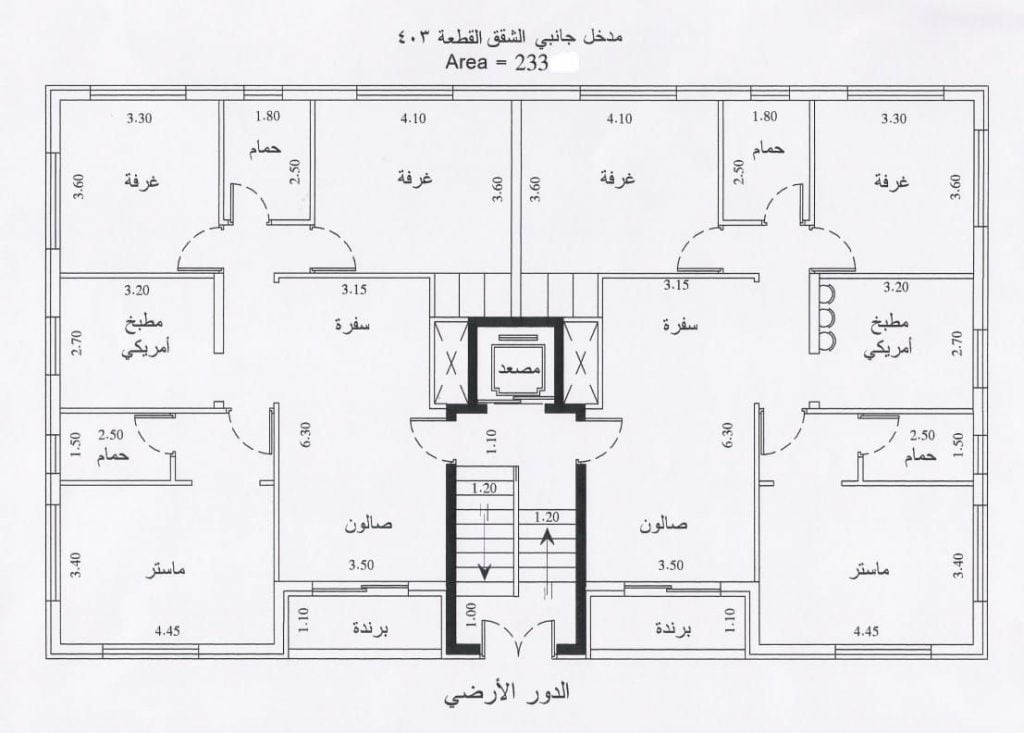 مدخل جانبي الشقق القطعة ٤٠٣
Area = 233
3.30 1.80 4.10 4.10 1.80 3.30
حمام حمام
3.60 غرفة 2.50 غرفة 3.60 3.60 غرفة 2.50 غرفة 3.60
3.20 3.15 3.15 3.20
مطبخ سفرة سفرة مطبخ
2.70 أمريكي أمريكي 2.70
مصعد
2.50 2.50
1.50 حمام 6.30 1.10 6.30 حمام 1.50
1.20
صالون 1.20 صالون
3.40 ماستر 3.50 3.50 ماستر 3.40
4.45 1.10 برندة 1.00 برندة 1.10 4.45
الدور الأرضي